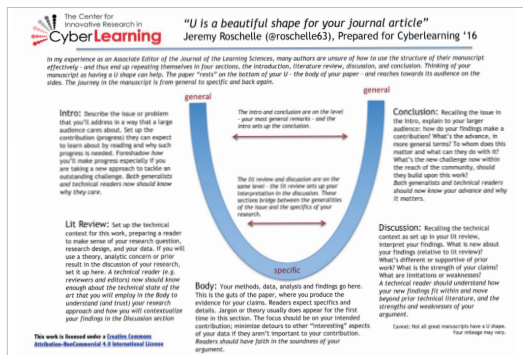 The Center for
Innovative Research in
CyberLearning
"U is a beautiful shape for your journal article"
Jeremy Roschelle (@roschelle63), Prepared for Cyberlearning '16
In my experience as an Associate Editor of the Journal of the Learning Sciences, many authors are unsure of how to use the structure of their manuscript
effectively - and thus end up repeating themselves in four sections, the introduction, literature review, discussion, and conclusion. Thinking of your
manuscript as having a U shape can help. The paper "rests" on the bottom of U - the body of your paper - and reaches towards its audience on the
sides. The journey in the manuscript is from general to specific and back again.
general
general
Intro: Describe the issue or problem
that you'll address in a way that a large
audience cares about. Set up the
contribution (progress) they can expect
to learn about by reading and why such
progress is needed. Foreshadow how
you'll make progress especially if you
are taking a new approach to tackle an
outstanding challenge. Both generalists
and technical readers now should know
why they care.
The intro and conclusion are on the level
- your most general remarks - and the
intro sets up the conclusion.
Conclusion: Recalling the issue in
the Intro, explain to your larger
audience: how do your findings make a
contribution? What's the advance, in
more general terms? To whom does this
matter and what can they do with it?
What's the new challenge now within
the reach of the community, should
they build upon this work?
Both generalists and technical readers
should now know your advance and why
it matters.
The lit review and discussion are on the
same level - the lit review sets up your
interpretation in the discussion. These
sections bridge between the generalities
of the issue and the specifics of your
research.
Lit Review: Set up the technical
context for this work, preparing a reader
to make sense of your research question,
research design, and your data. If you will
use a theory, analytic concern or prior
result in the discussion of your research,
set it up here. A technical reader (e.g.
reviewers and editors) now should know
enough about the technical state of the
art that you will employ in the Body to
understand (and trust) your research
approach and how you will contextualize
your findings in the Discussion section
Discussion: Recalling the technical
context as set up in your lit review,
interpret your findings. What is new about
your findings (relative to lit review)?
What's different or supportive of prior
work? What is the strength of your claims?
What are limitations or weaknesses?
A technical reader should understand how
your new findings fit within and move
beyond prior technical literature, and the
strengths and weaknesses of your
argument.
specific
Body: Your methods, data, analysis and findings go here.
This is the guts of the paper, where you produce the
evidence for your claims. Readers expect specifics and
details. Jargon or theory usually does appear for the first
time in this section. The focus should be on your intended
contribution; minimize detours to other "interesting" aspects
of your data if they aren't important to your contribution.
Readers should have faith in the soundness of your
argument.
This work is licensed under a Creative Commons
Attribution-NonCommercial 4.0 International License
Caveat: Not all great manuscripts have a U shape.
Your mileage may vary.